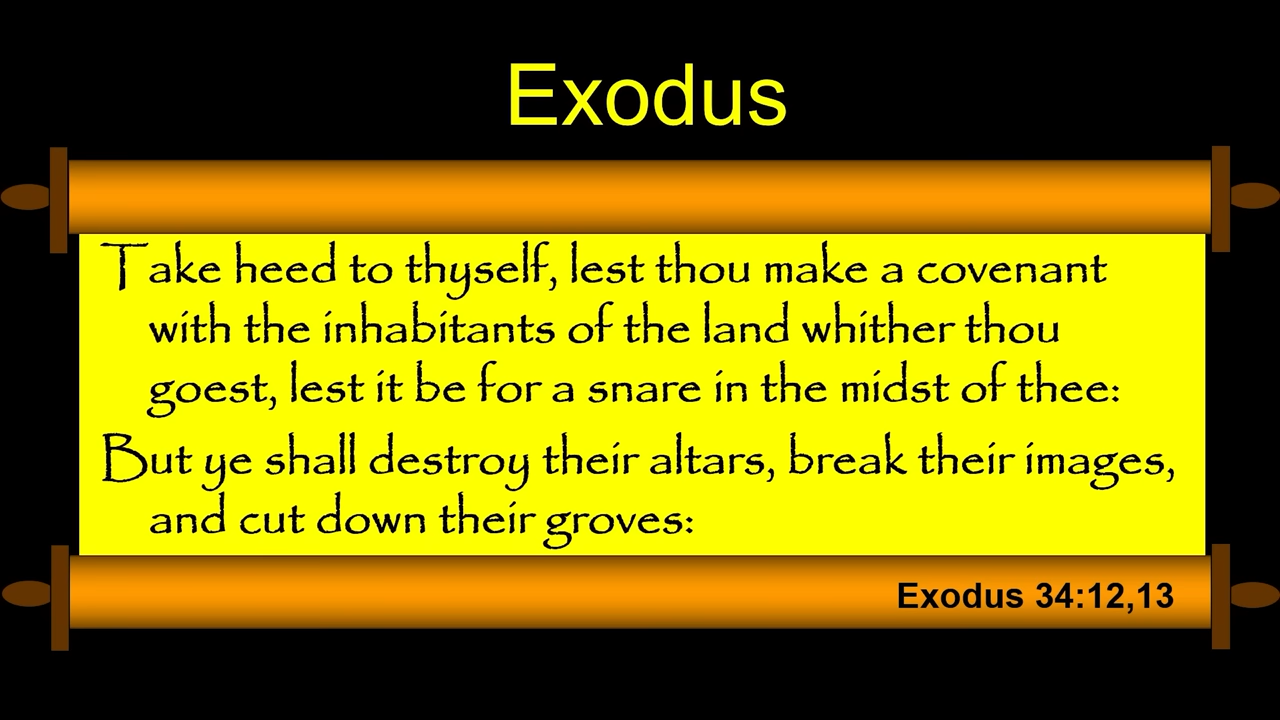 Exodus
Take heed to thyself, lest thou make a covenant
with the inhabitants of the land whither thou
goest, lest it be for a snare in the midst of thee:
But ye shall destroy their altars, break their images,
and cut down their groves:
Exodus 34:12,13